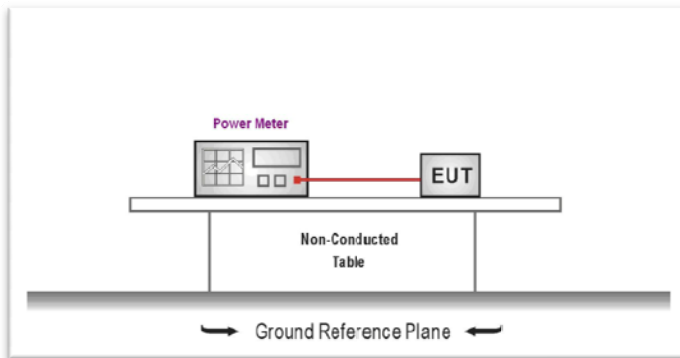 Power Meter
EUT
Non-Conducted
Table
Ground Reference Plane